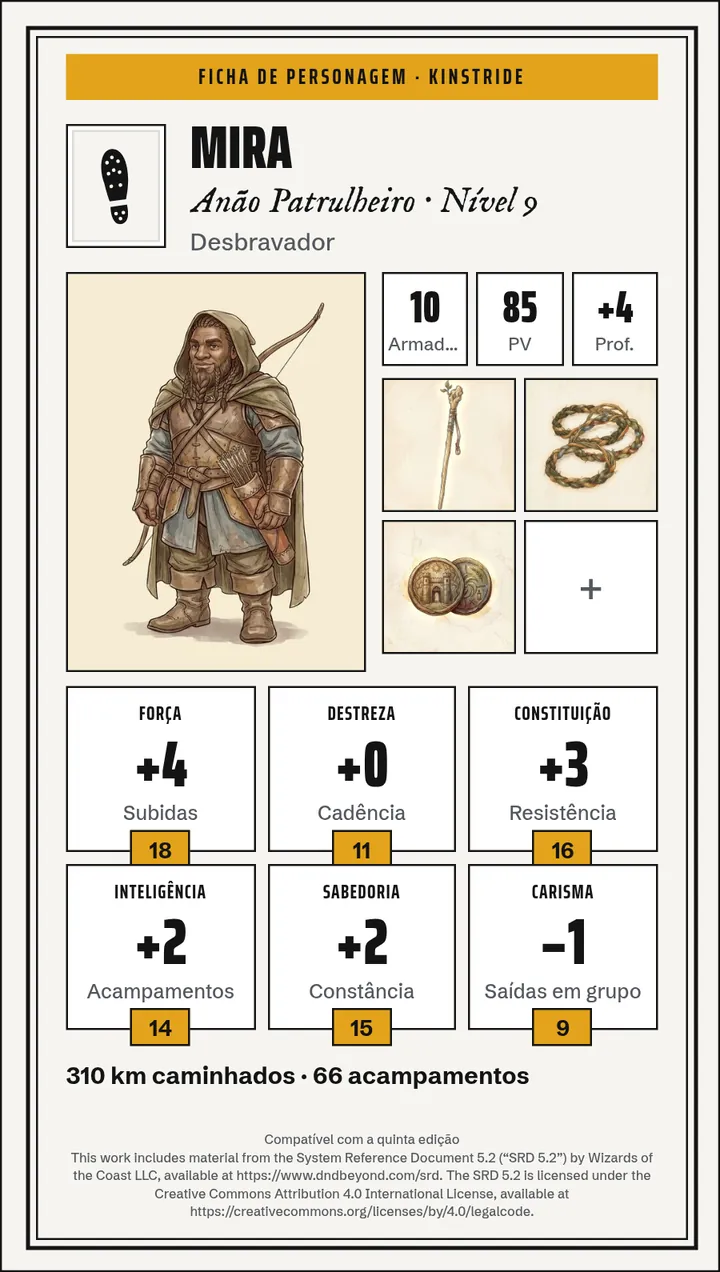 FICHA DE PERSONAGEM · KINSTRIDE
MIRA
Anão Patrulheiro · Nível 9
Desbravador
10
Armad...
85
PV
+4
Prof.
+
FORÇA
+4
Subidas
18
DESTREZA
+0
Cadência
11
CONSTITUIÇÃO
+3
Resistência
16
INTELIGÊNCIA
+2
Acampamentos
14
SABEDORIA
+2
Constância
15
CARISMA
−1
Saídas em grupo
9
310 km caminhados · 66 acampamentos
Compatível com a quinta edição
This work includes material from the System Reference Document 5.2 (“SRD 5.2”) by Wizards of
the Coast LLC, available at https://www.dndbeyond.com/srd. The SRD 5.2 is licensed under the
Creative Commons Attribution 4.0 International License, available at
https://creativecommons.org/licenses/by/4.0/legalcode.